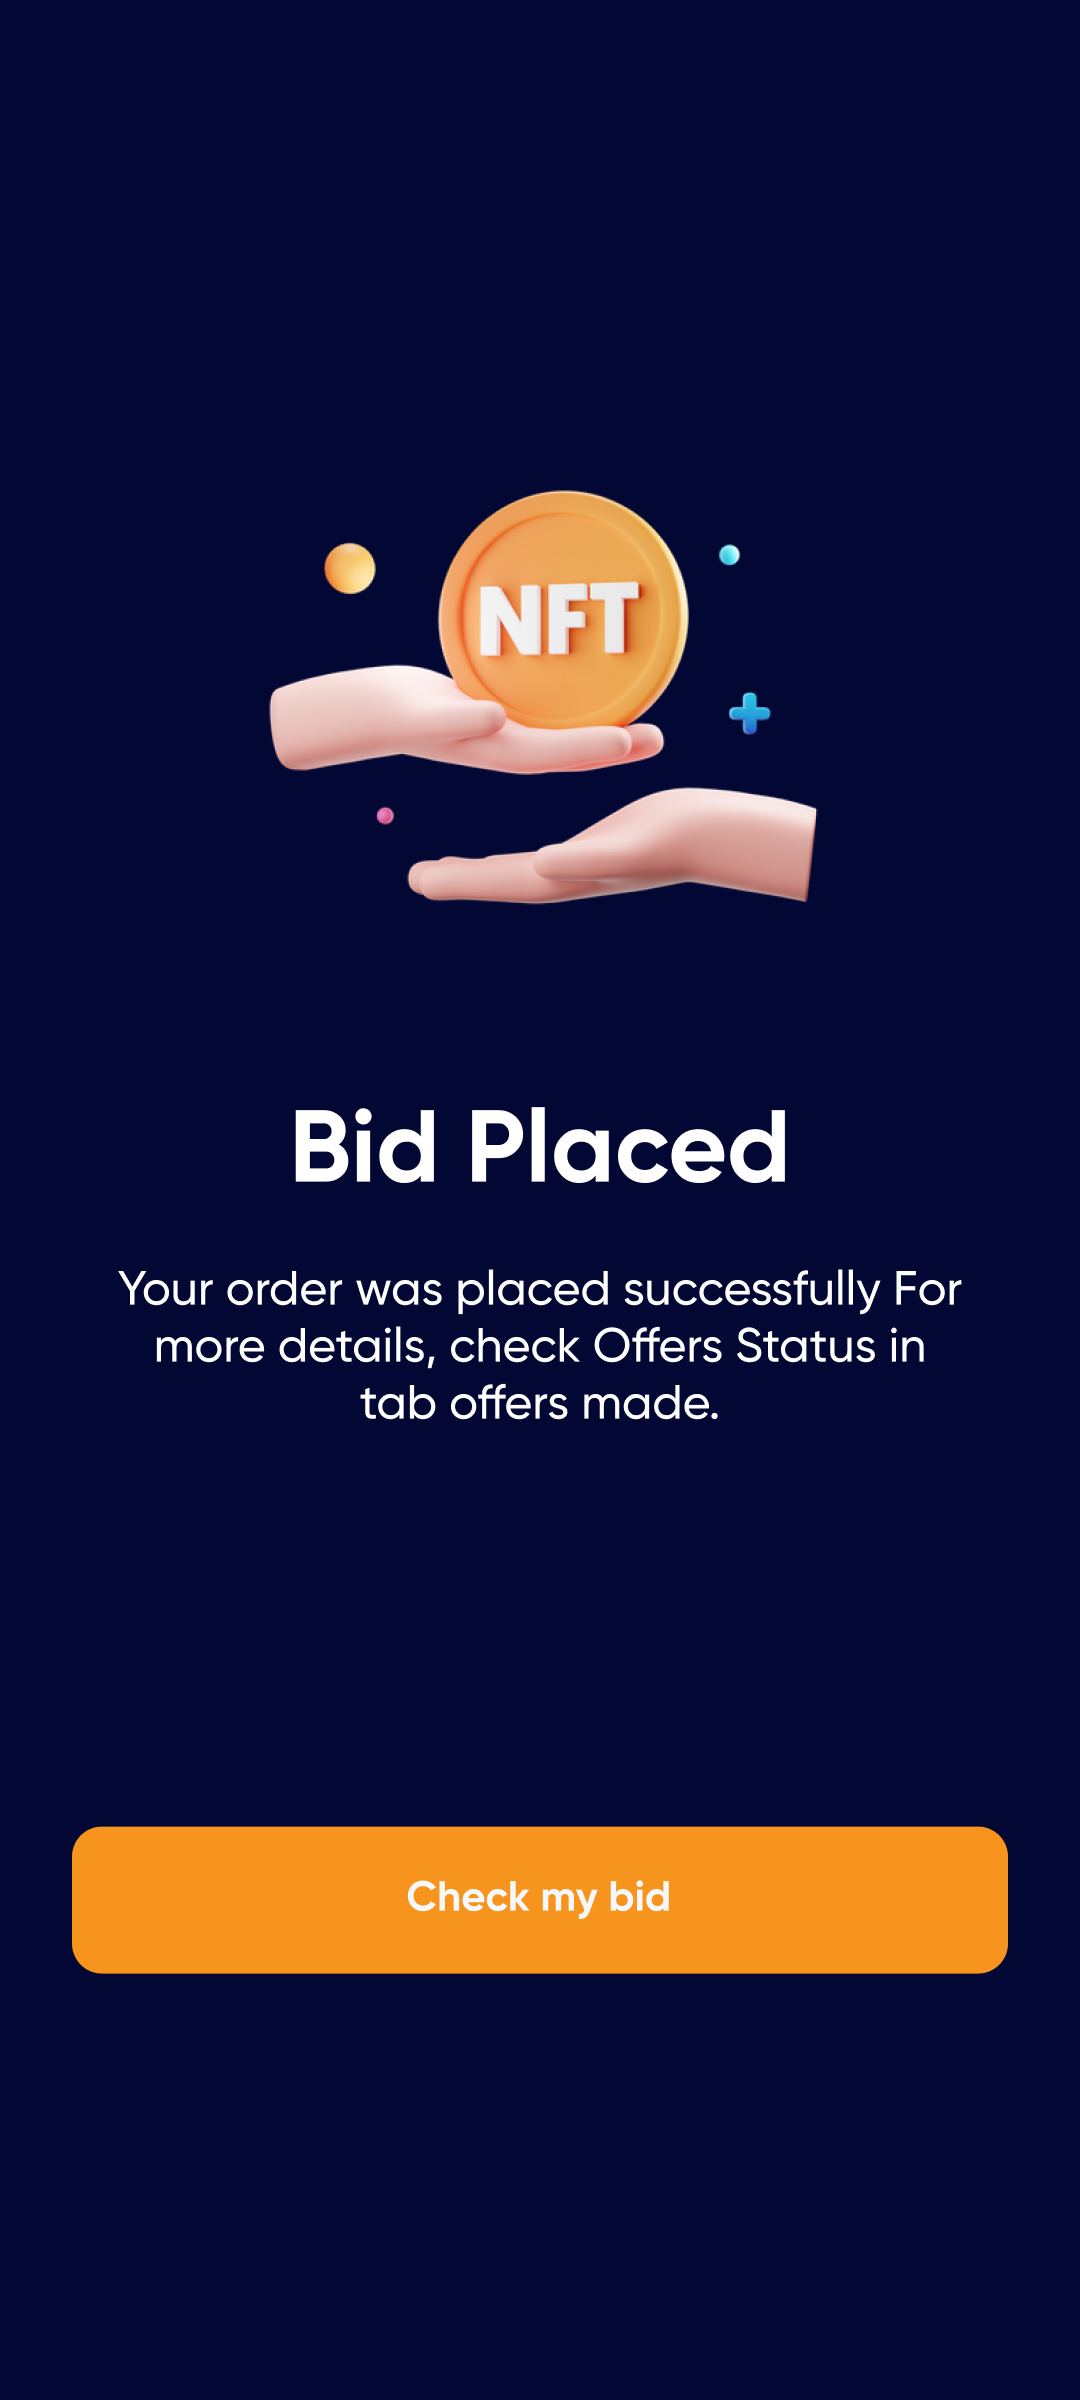 NFT
Bid Placed
Your order was placed successfully For
more details, check Offers Status in
tab offers made.
Check my bid